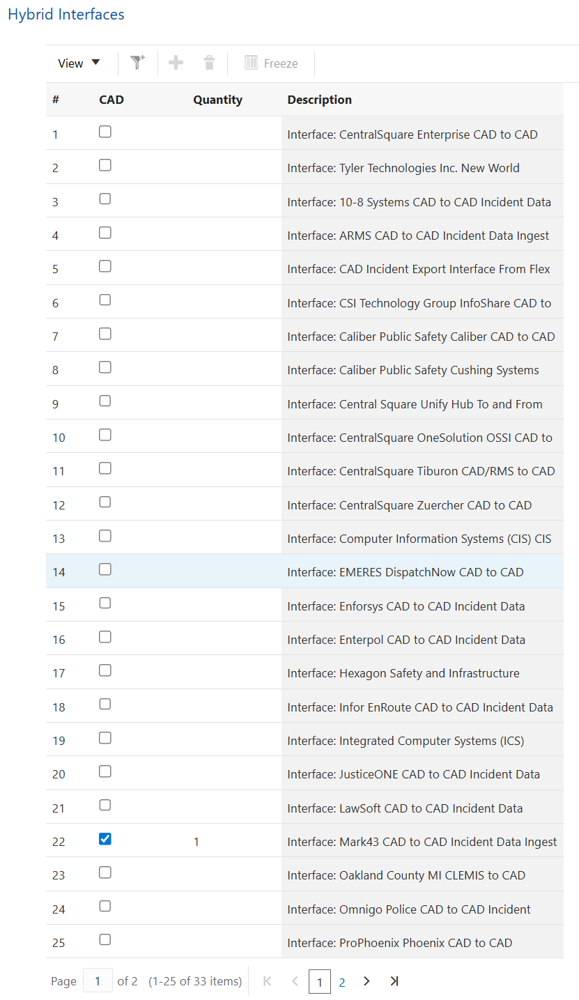 Hybrid Interfaces
View Freeze
# CAD Quantity Description
1 Interface: CentralSquare Enterprise CAD to CAD
2 Interface: Tyler Technologies Inc. New World
3 Interface: 10-8 Systems CAD to CAD Incident Data
4 Interface: ARMS CAD to CAD Incident Data Ingest
5 Interface: CAD Incident Export Interface From Flex
6 Interface: CSI Technology Group InfoShare CAD to
7 Interface: Caliber Public Safety Caliber CAD to CAD
8 Interface: Caliber Public Safety Cushing Systems
9 Interface: Central Square Unify Hub To and From
10 Interface: CentralSquare OneSolution OSSI CAD to
11 Interface: CentralSquare Tiburon CAD/RMS to CAD
12 Interface: CentralSquare Zuercher CAD to CAD
13 Interface: Computer Information Systems (CIS) CIS
14 Interface: EMERES DispatchNow CAD to CAD
15 Interface: Enforsys CAD to CAD Incident Data
16 Interface: Enterpol CAD to CAD Incident Data
17 Interface: Hexagon Safety and Infrastructure
18 Interface: Infor EnRoute CAD to CAD Incident Data
19 Interface: Integrated Computer Systems (ICS)
20 Interface: JusticeONE CAD to CAD Incident Data
21 Interface: LawSoft CAD to CAD Incident Data
22 1 Interface: Mark43 CAD to CAD Incident Data Ingest
23 Interface: Oakland County MI CLEMIS to CAD
24 Interface: Omnigo Police CAD to CAD Incident
25 Interface: ProPhoenix Phoenix CAD to CAD
Page 1 of 2 (1-25 of 33 items) 1 2